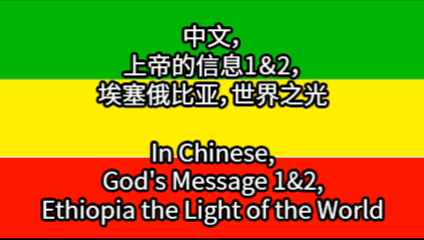 中文,
上帝的信息1&2,
埃塞俄比亚, 世界之光
In Chinese,
God's Message 1&2,
Ethiopia the Light of the World